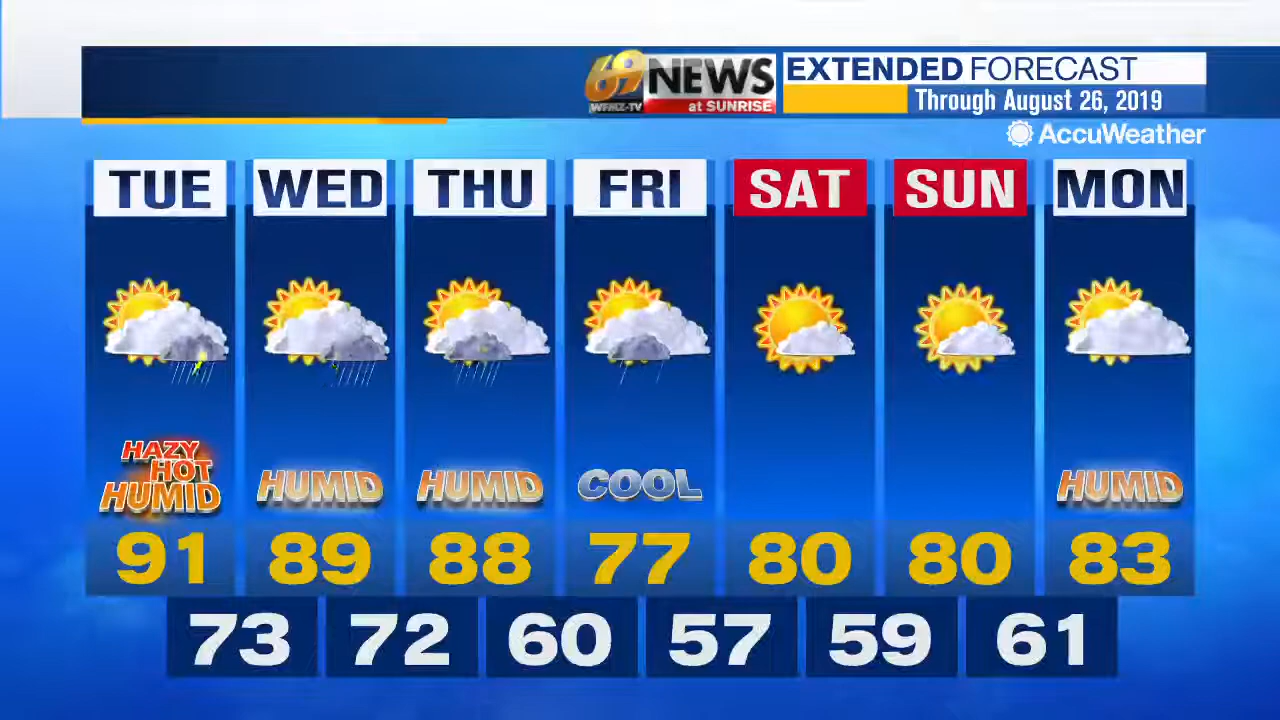 69 NEWS
WFMZ-TV
at SUNRISE
EXTENDED FORECAST
Through August 26, 2019
AccuWeather
TUE WED THU FRI SAT SUN MON
HAZY
HOT
HUMID HUMID HUMID COOL HUMID
91 89 88 77 80 80 83
73 72 60 57 59 61